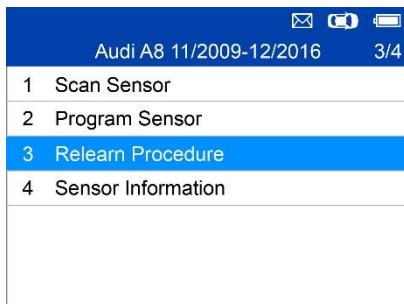 Audi A8 11/2009-12/2016 3/4
1 Scan Sensor
2 Program Sensor
3 Relearn Procedure
4 Sensor Information